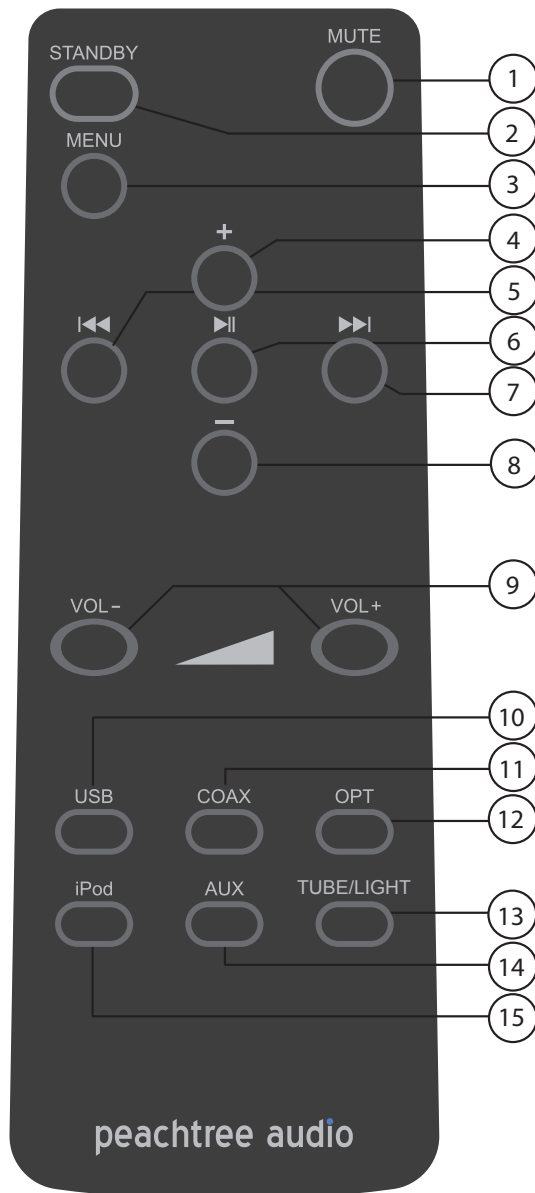 MUTE
1
STANDBY
2
MENU
3
+
4
5
6
7
−
8
VOL − VOL +
9
10
11
USB COAX OPT
12
iPod AUX TUBE/LIGHT
13
14
15
peachtree audio